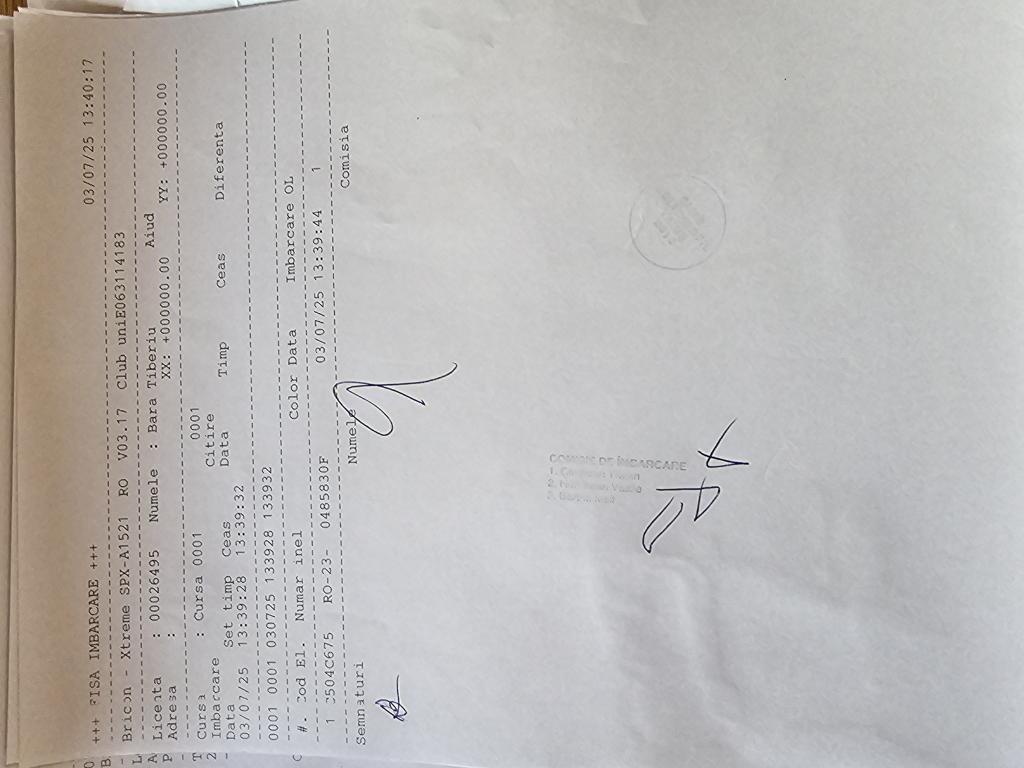 +++ FISA IMBARCARE +++ 03/07/25 13:40:17
Bricon - Xtreme SPX-A1521 RO V03.17 Club uniE063114183
Licenta : 00026495 Numele : Bara Tiberiu Aiud
Adresa : XX: +000000.00 YY: +000000.00
Cursa : Cursa 0001 0001
Imbarcare Citire
Data Set timp Ceas Data Timp Ceas Diferenta
03/07/25 13:39:28 13:39:32
0001 0001 030725 133928 133932
#. Cod El. Numar inel Color Data Imbarcare OL
1 C504C675 RO-23- 0485830F 03/07/25 13:39:44 1
Semnaturi Numele Comisia
COMISIE DE ÎMBARCARE
1.
2.
3.